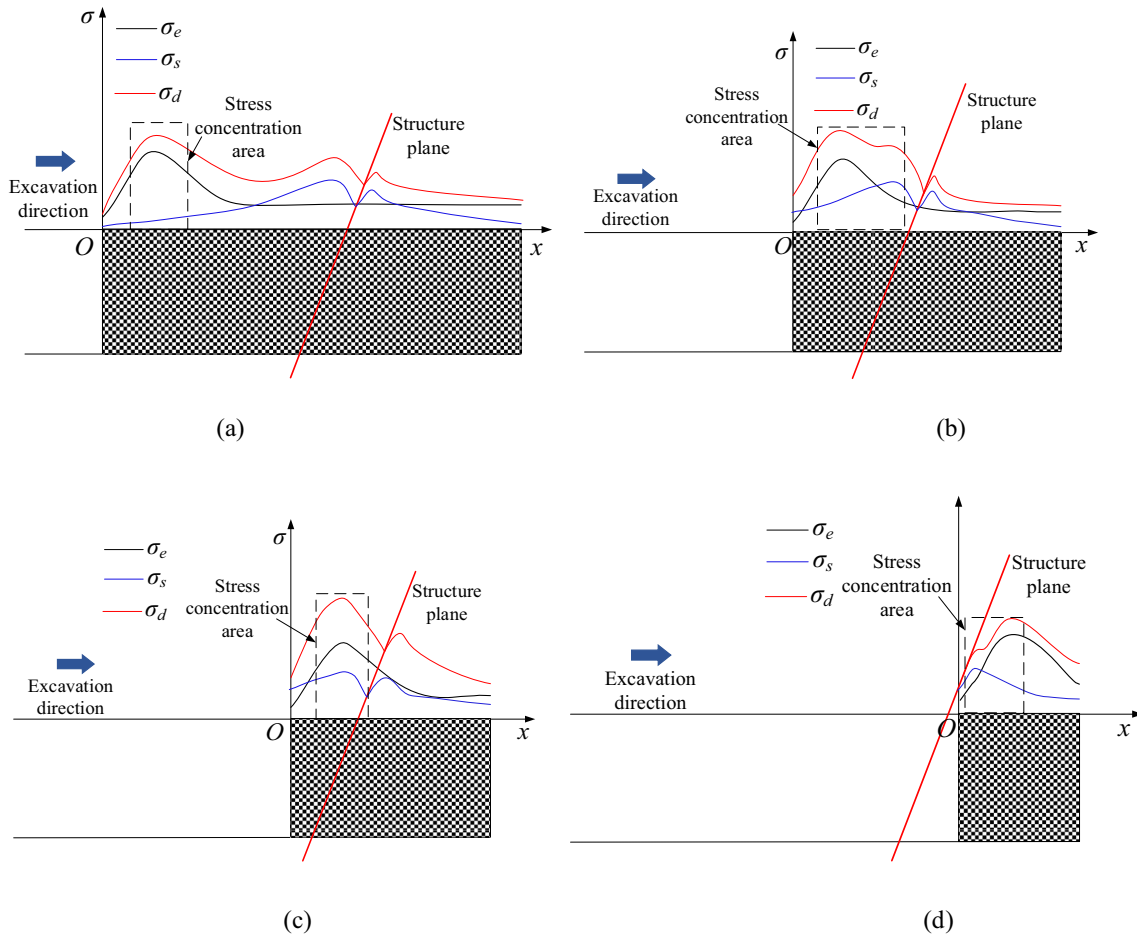 σ
σe
σs
σd
Stress
concentration
area
Structure
plane
Excavation
direction
O
x
(a)
σ
σe
σs
σd
Stress
concentration
area
Structure
plane
Excavation
direction
O
x
(b)
σ
σe
σs
σd
Stress
concentration
area
Structure
plane
Excavation
direction
O
x
(c)
σe
σs
σd
Stress
concentration
area
Structure
plane
Excavation
direction
O
x
(d)